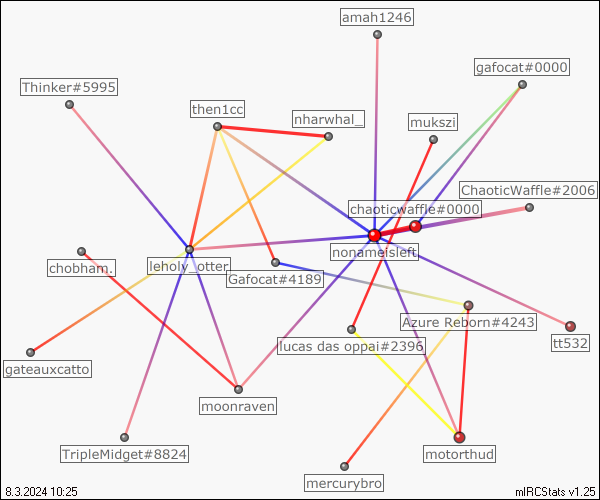 amah1246
gafocat#0000
Thinker#5995
then1cc
nharwhal_
mukszi
ChaoticWaffle#2006
chaoticwaffle#0000
nonameisleft
chobham.
leholy_otter
Gafocat#4189
Azure Reborn#4243
lucas das oppai#2396
tt532
gateauxcatto
moonraven
TripleMidget#8824
motorthud
mercurybro
8.3.2024 10:25
mIRCStats v1.25